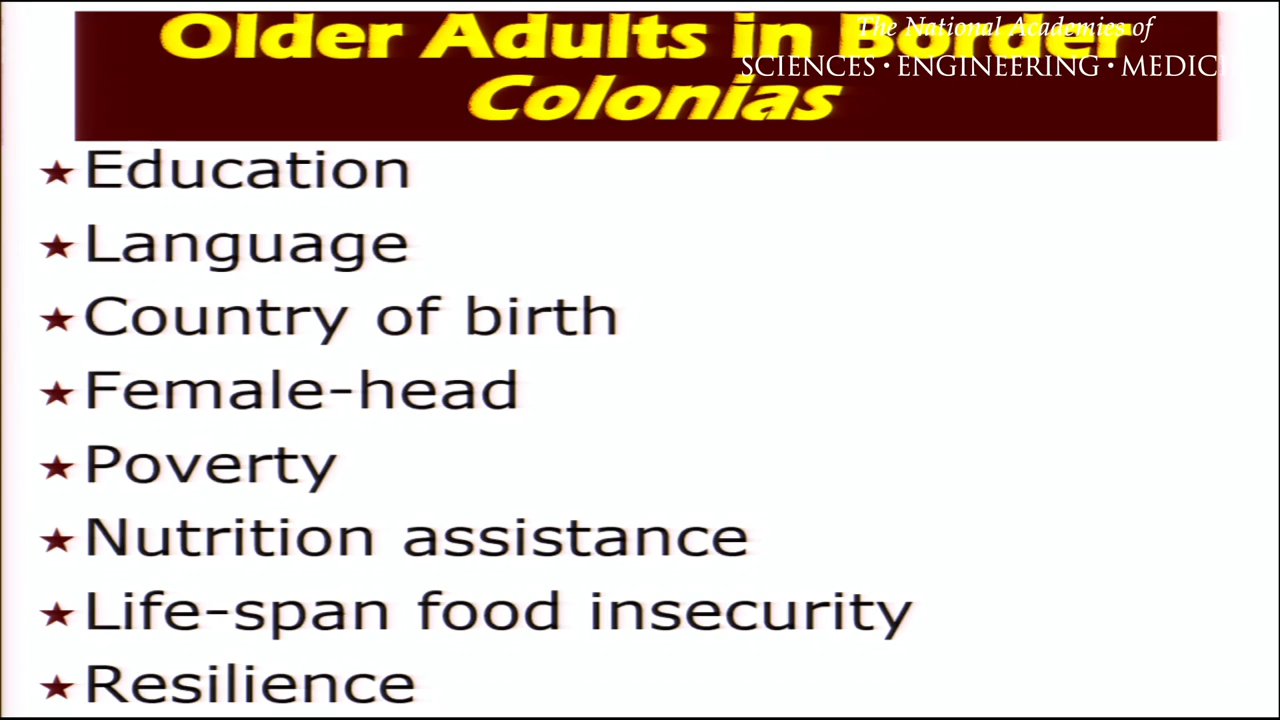 Older Adults in Border
The National Academies of
SCIENCES • ENGINEERING •
Colonias
Education
Language
Country of birth
Female-head
Poverty
Nutrition assistance
Life-span food insecurity
Resilience